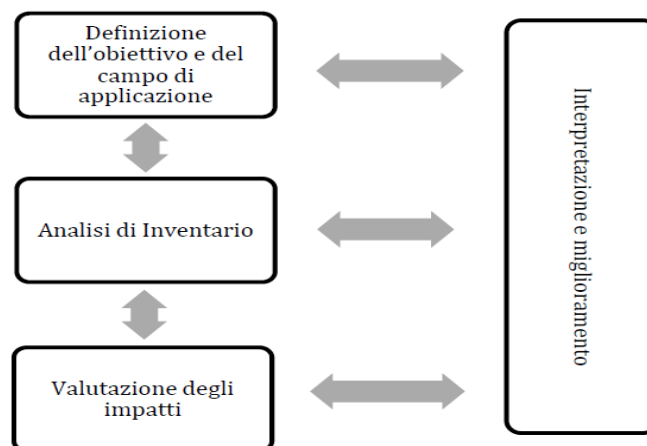 Definizione
dell'obiettivo e del
campo di
applicazione
Analisi di Inventario
Valutazione degli
impatti
Interpretazione e miglioramento